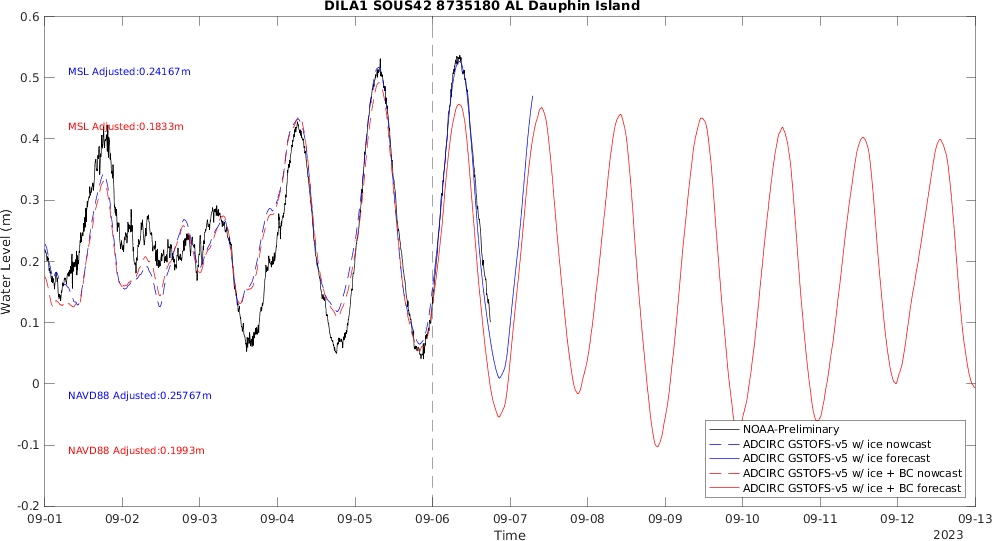 DILA1 SOUS42 8735180 AL Dauphin Island
0.6
0.5
0.4
0.3
0.2
0.1
0
-0.1
-0.2
Water Level (m)
MSL Adjusted:0.24167m
MSL Adjusted:0.1833m
NAVD88 Adjusted:0.25767m
NAVD88 Adjusted:0.1993m
NOAA-Preliminary
ADCIRC GSTOFS-v5 w/ ice nowcast
ADCIRC GSTOFS-v5 w/ ice forecast
ADCIRC GSTOFS-v5 w/ ice + BC nowcast
ADCIRC GSTOFS-v5 w/ ice + BC forecast
09-01 09-02 09-03 09-04 09-05 09-06 09-07 09-08 09-09 09-10 09-11 09-12 09-13
Time
2023